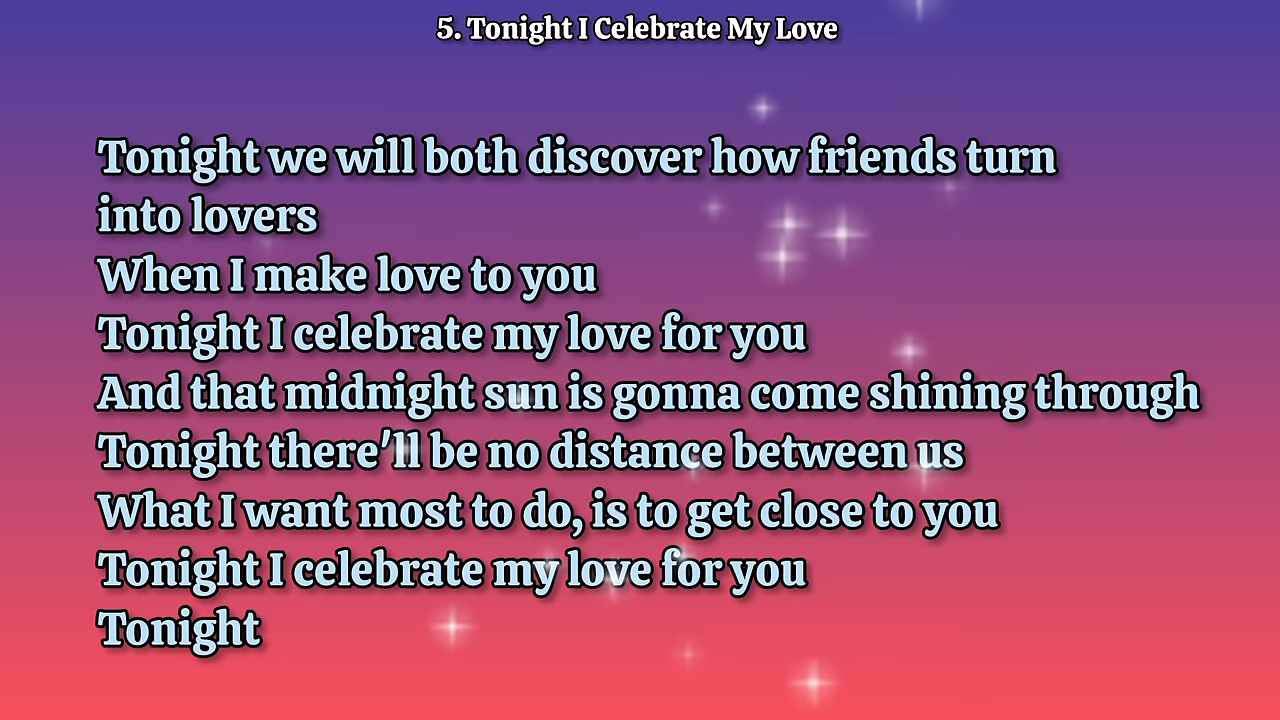 5. Tonight I Celebrate My Love
Tonight we will both discover how friends turn
into lovers
When I make love to you
Tonight I celebrate my love for you
And that midnight sun is gonna come shining through
Tonight there'll be no distance between us
What I want most to do, is to get close to you
Tonight I celebrate my love for you
Tonight